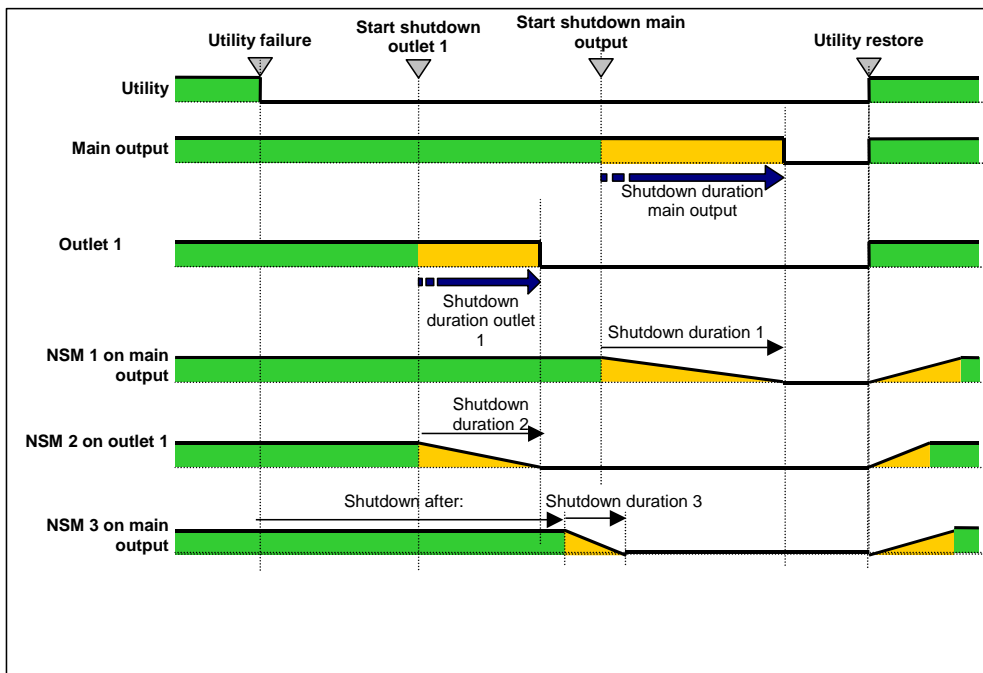 Utility failure
Start shutdown
outlet 1
Start shutdown main
output
Utility restore
Utility
Main output
Shutdown duration
main output
Outlet 1
Shutdown
duration outlet
1
Shutdown duration 1
NSM 1 on main
output
Shutdown
duration 2
NSM 2 on outlet 1
Shutdown after:
Shutdown duration 3
NSM 3 on main
output